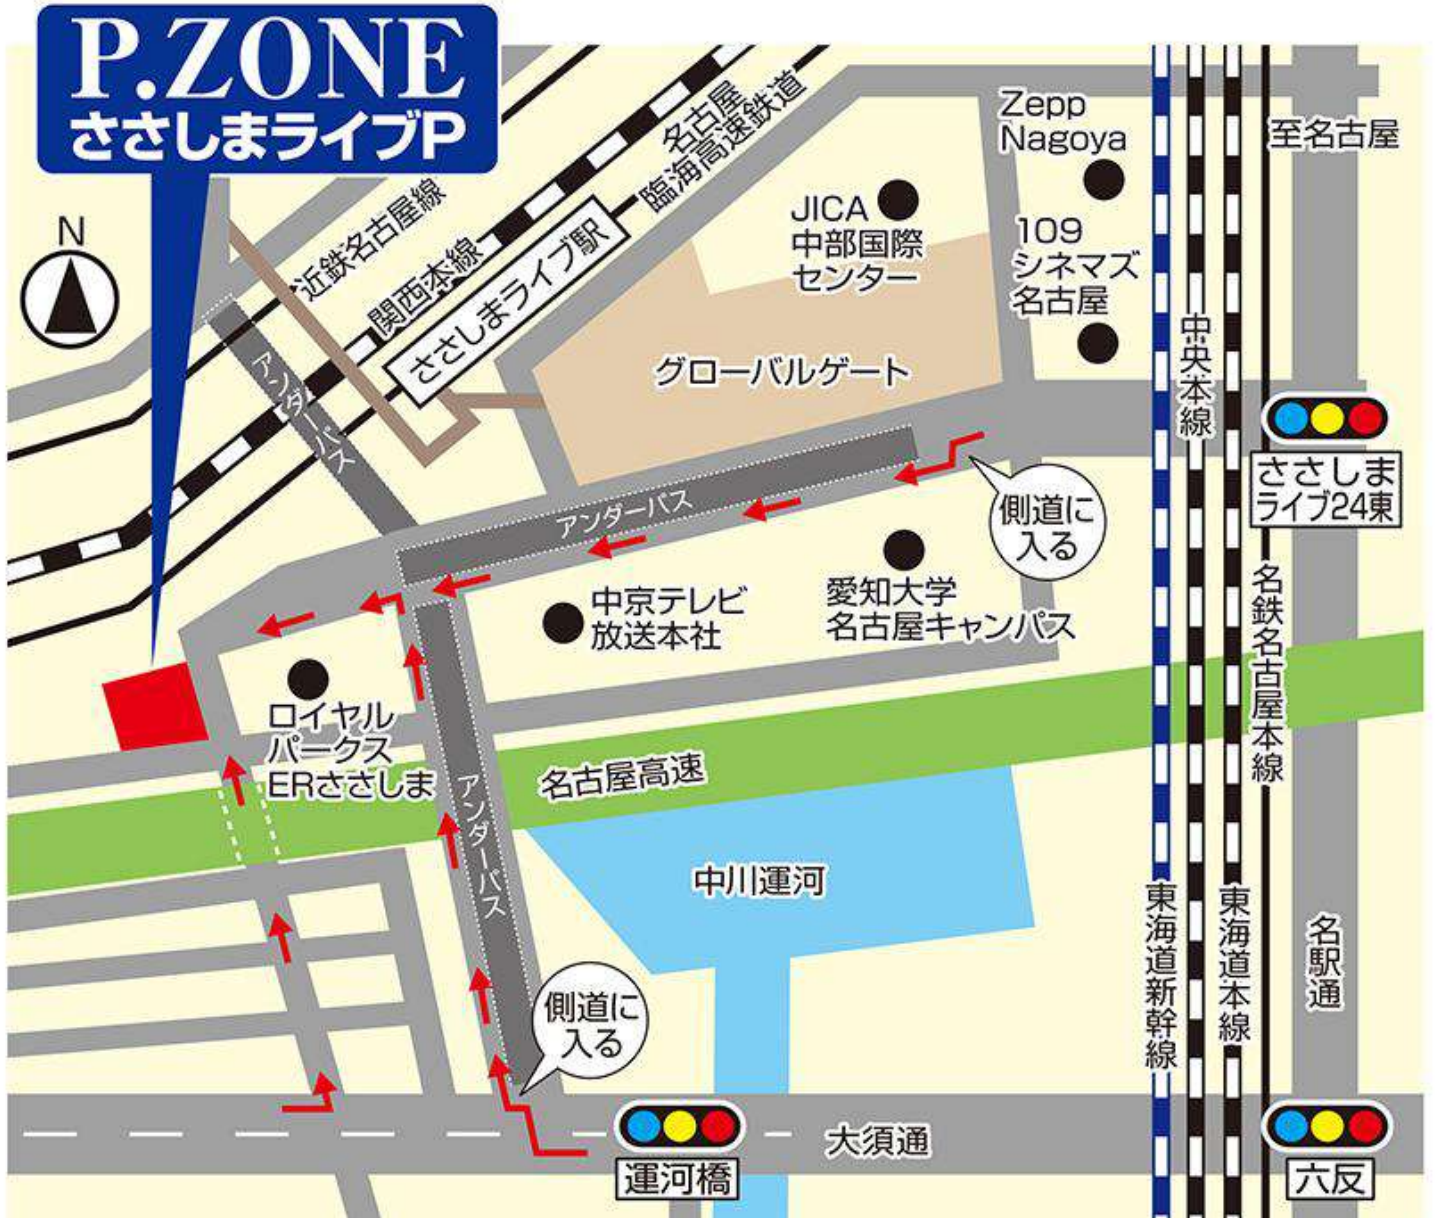 P.ZONE
ささしまライブP
N
近鉄名古屋線
関西本線
名古屋
臨海高速鉄道
ささしまライブ駅
Zepp
Nagoya
至名古屋
JICA
中部国際
センター
109
シネマズ
名古屋
グローバルゲート
アンダーパス
アンダーパス
側道に
入る
中央本線
ささしま
ライブ24東
中京テレビ
放送本社
愛知大学
名古屋キャンパス
名鉄名古屋本線
ロイヤル
パークス
ERささしま
アンダーパス
名古屋高速
中川運河
東海道新幹線
東海道本線
名駅通
側道に
入る
運河橋
大須通
六反